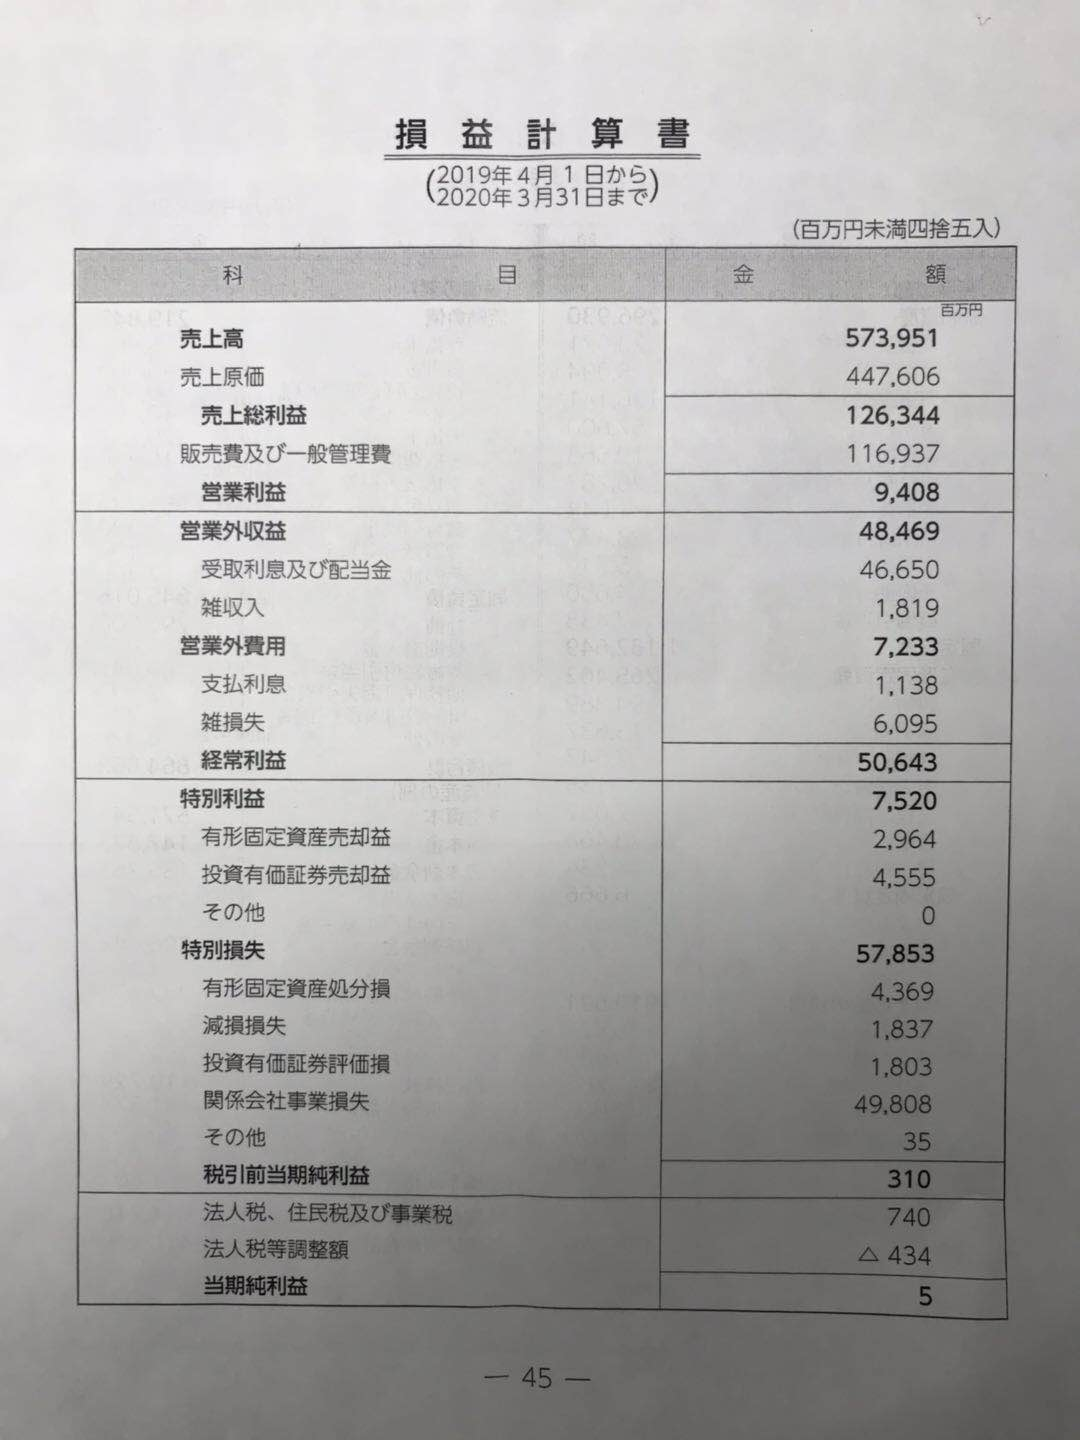 損益計算書
(2019年4月1日から
2020年3月31日まで)
(百万円未満四捨五入)
科 目 金 額
百万円
売上高 573,951
売上原価 447,606
売上総利益 126,344
販売費及び一般管理費 116,937
営業利益 9,408
営業外収益 48,469
受取利息及び配当金 46,650
雑収入 1,819
営業外費用 7,233
支払利息 1,138
雑損失 6,095
経常利益 50,643
特別利益 7,520
有形固定資産売却益 2,964
投資有価証券売却益 4,555
その他 0
特別損失 57,853
有形固定資産処分損 4,369
減損損失 1,837
投資有価証券評価損 1,803
関係会社事業損失 49,808
その他 35
税引前当期純利益 310
法人税、住民税及び事業税 740
法人税等調整額 △ 434
当期純利益 5
— 45 —